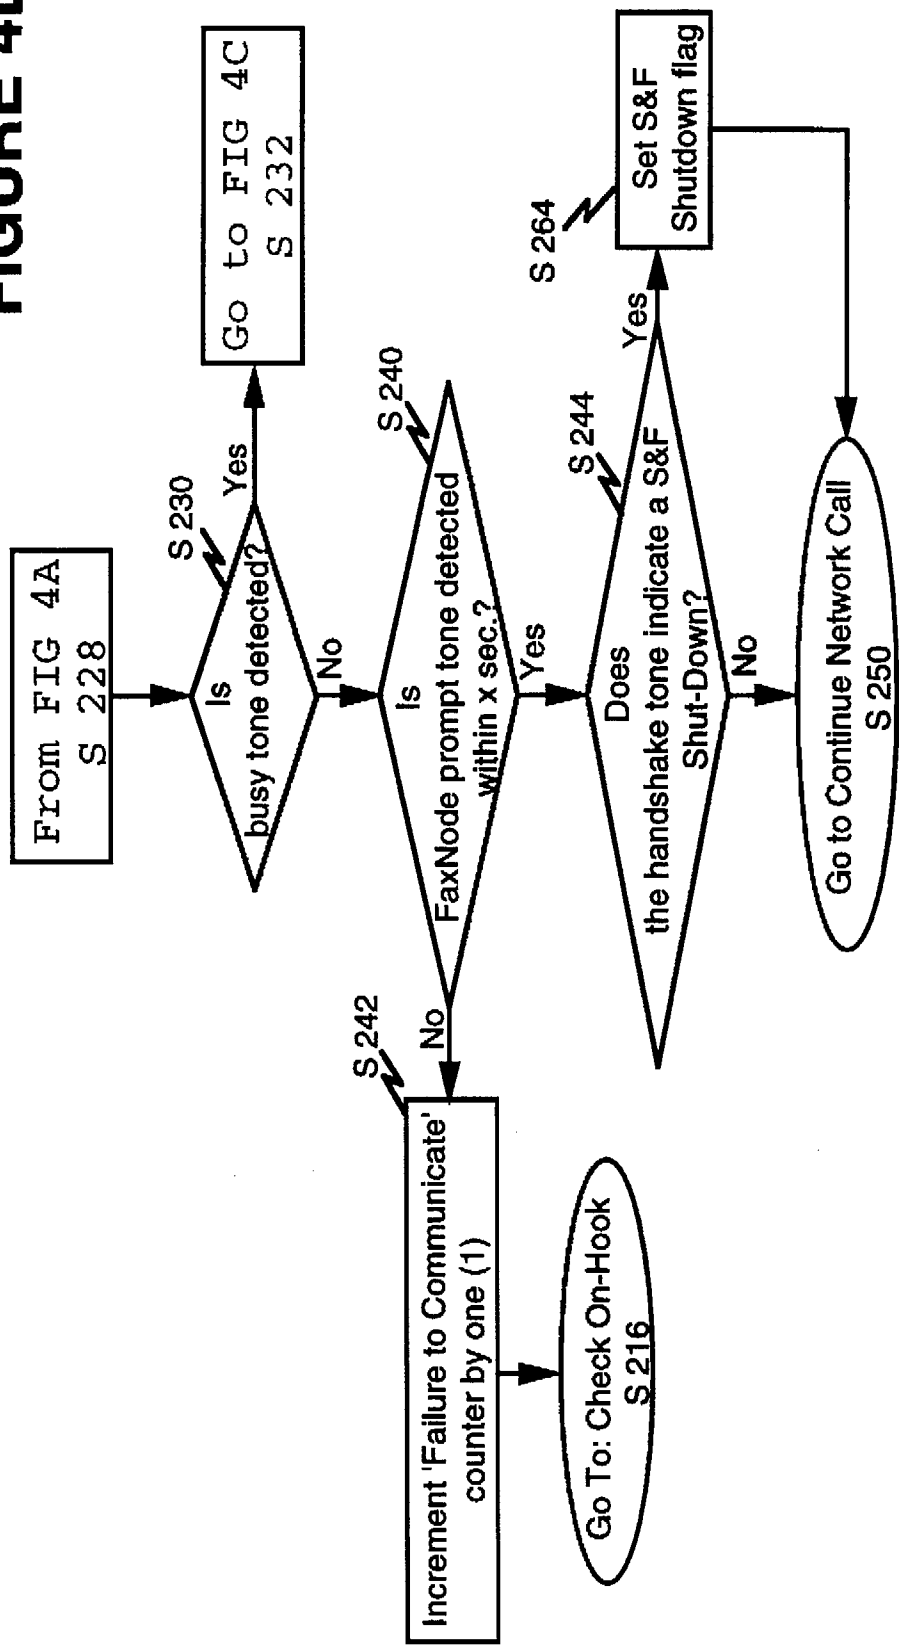 FIGURE
From FIG 4A
S 228
S 230
Is
busy tone detected?
Yes
Go to FIG 4C
S 232
No
S 240
Is
FaxNode prompt tone detected
within x sec.?
No
S 242
Increment 'Failure to Communicate'
counter by one (1)
Go To: Check On-Hook
S 216
Yes
S 244
Does
the handshake tone indicate a S&F
Shut-Down?
Yes
S 264
Set S&F
Shutdown flag
No
Go to Continue Network Call
S 250